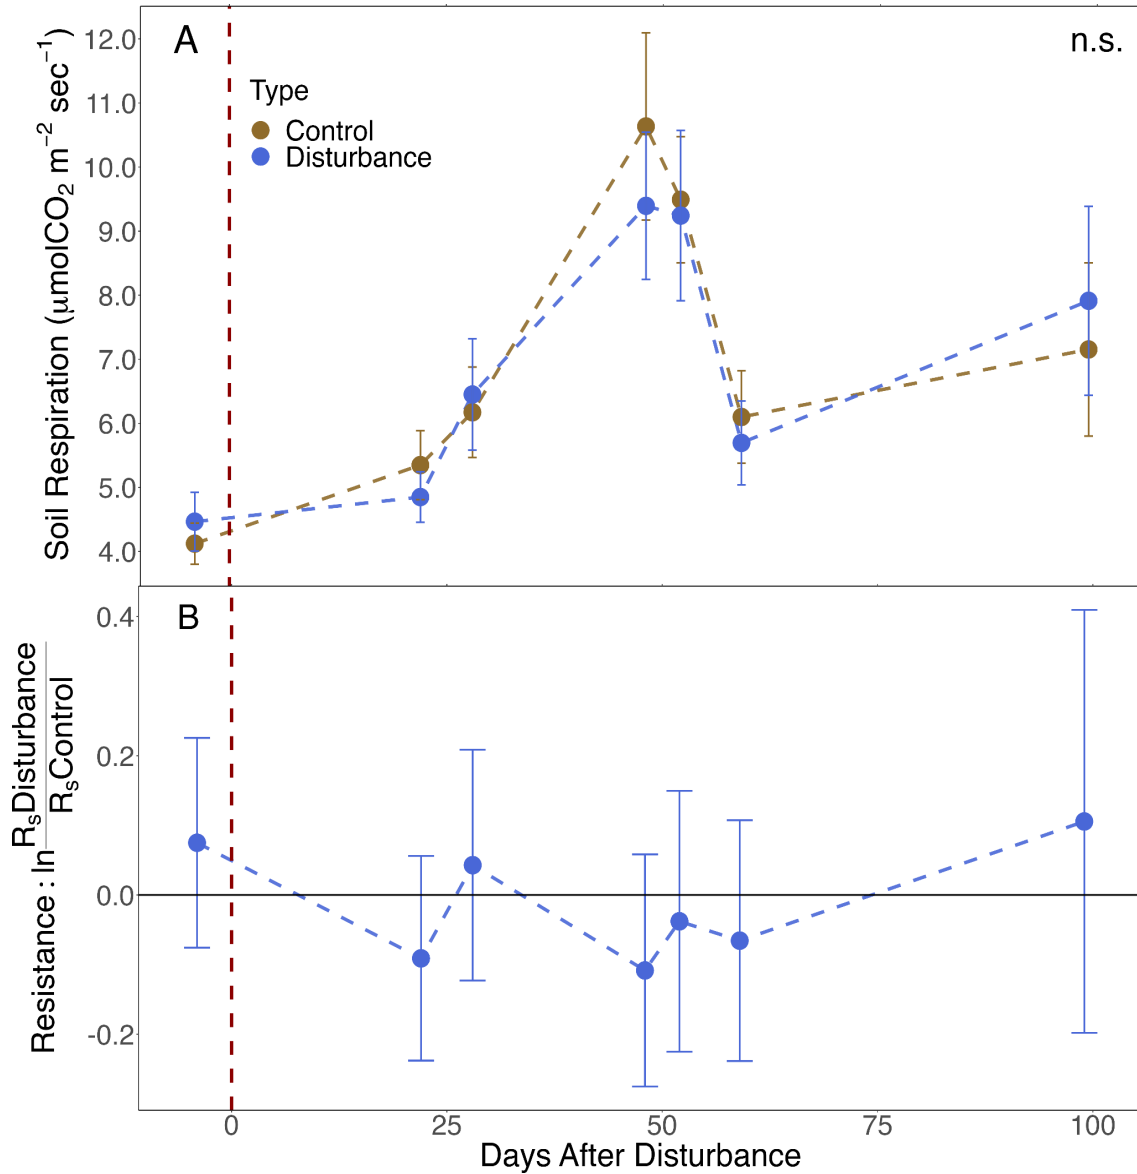 A
n.s.
Type
Control
Disturbance
12.0
11.0
10.0
9.0
8.0
7.0
6.0
5.0
4.0
Soil Respiration (μmolCO₂ m⁻² sec⁻¹)
B
0.4
0.2
0.0
-0.2
Resistance : ln RₛDisturbance
RₛControl
0 25 50 75 100
Days After Disturbance